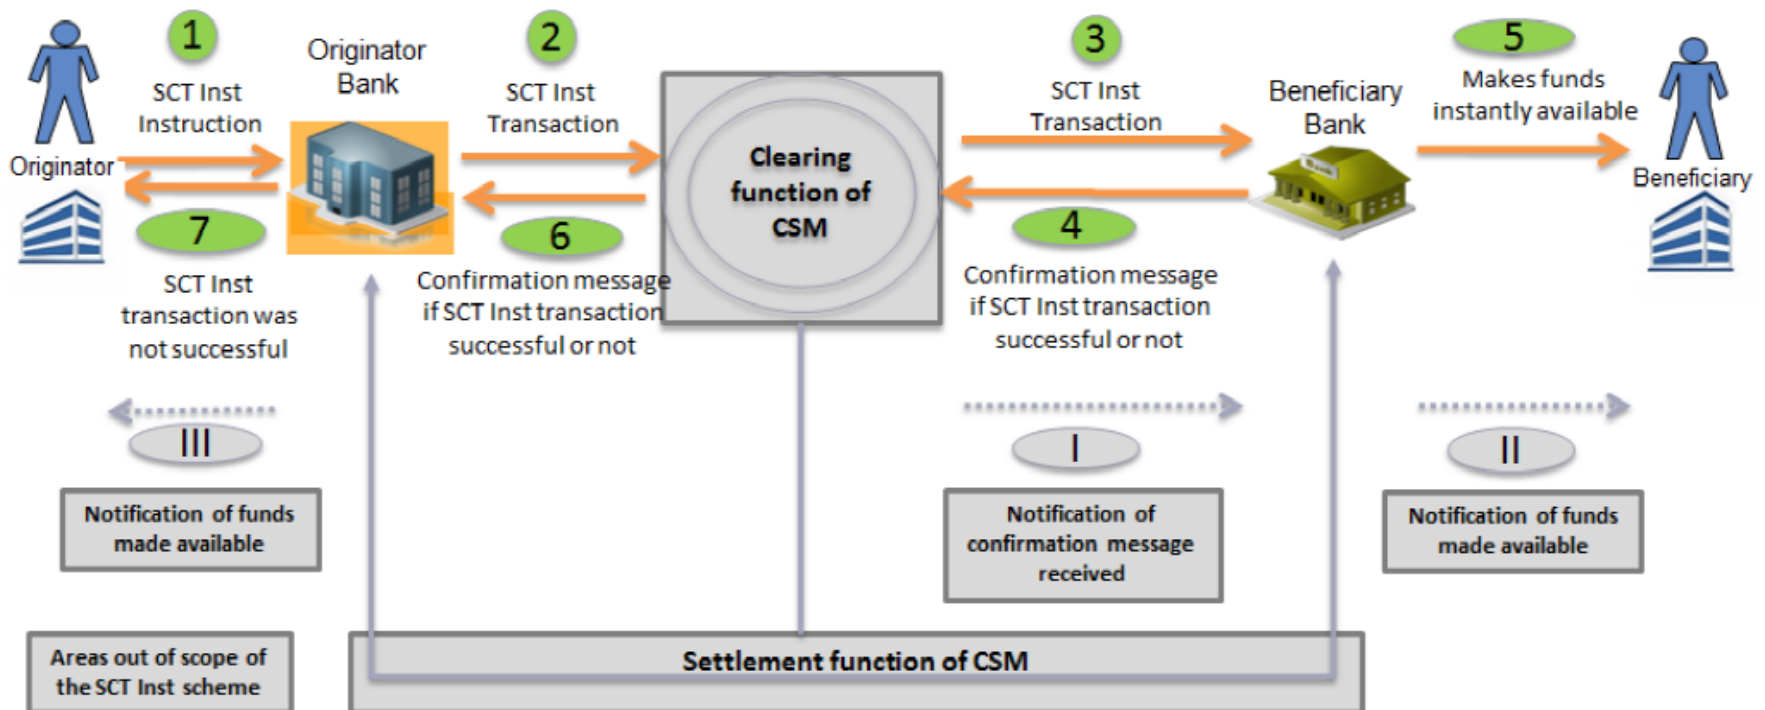 1
SCT Inst
Instruction
Originator
Bank
2
SCT Inst
Transaction
3
SCT Inst
Transaction
Beneficiary
Bank
5
Makes funds
instantly available
Originator
Clearing
function of
CSM
Beneficiary
7
SCT Inst
transaction was
not successful
6
Confirmation message
if SCT Inst transaction
successful or not
4
Confirmation message
if SCT Inst transaction
successful or not
III
Notification of funds
made available
I
Notification of
confirmation message
received
II
Notification of funds
made available
Areas out of scope of
the SCT Inst scheme
Settlement function of CSM